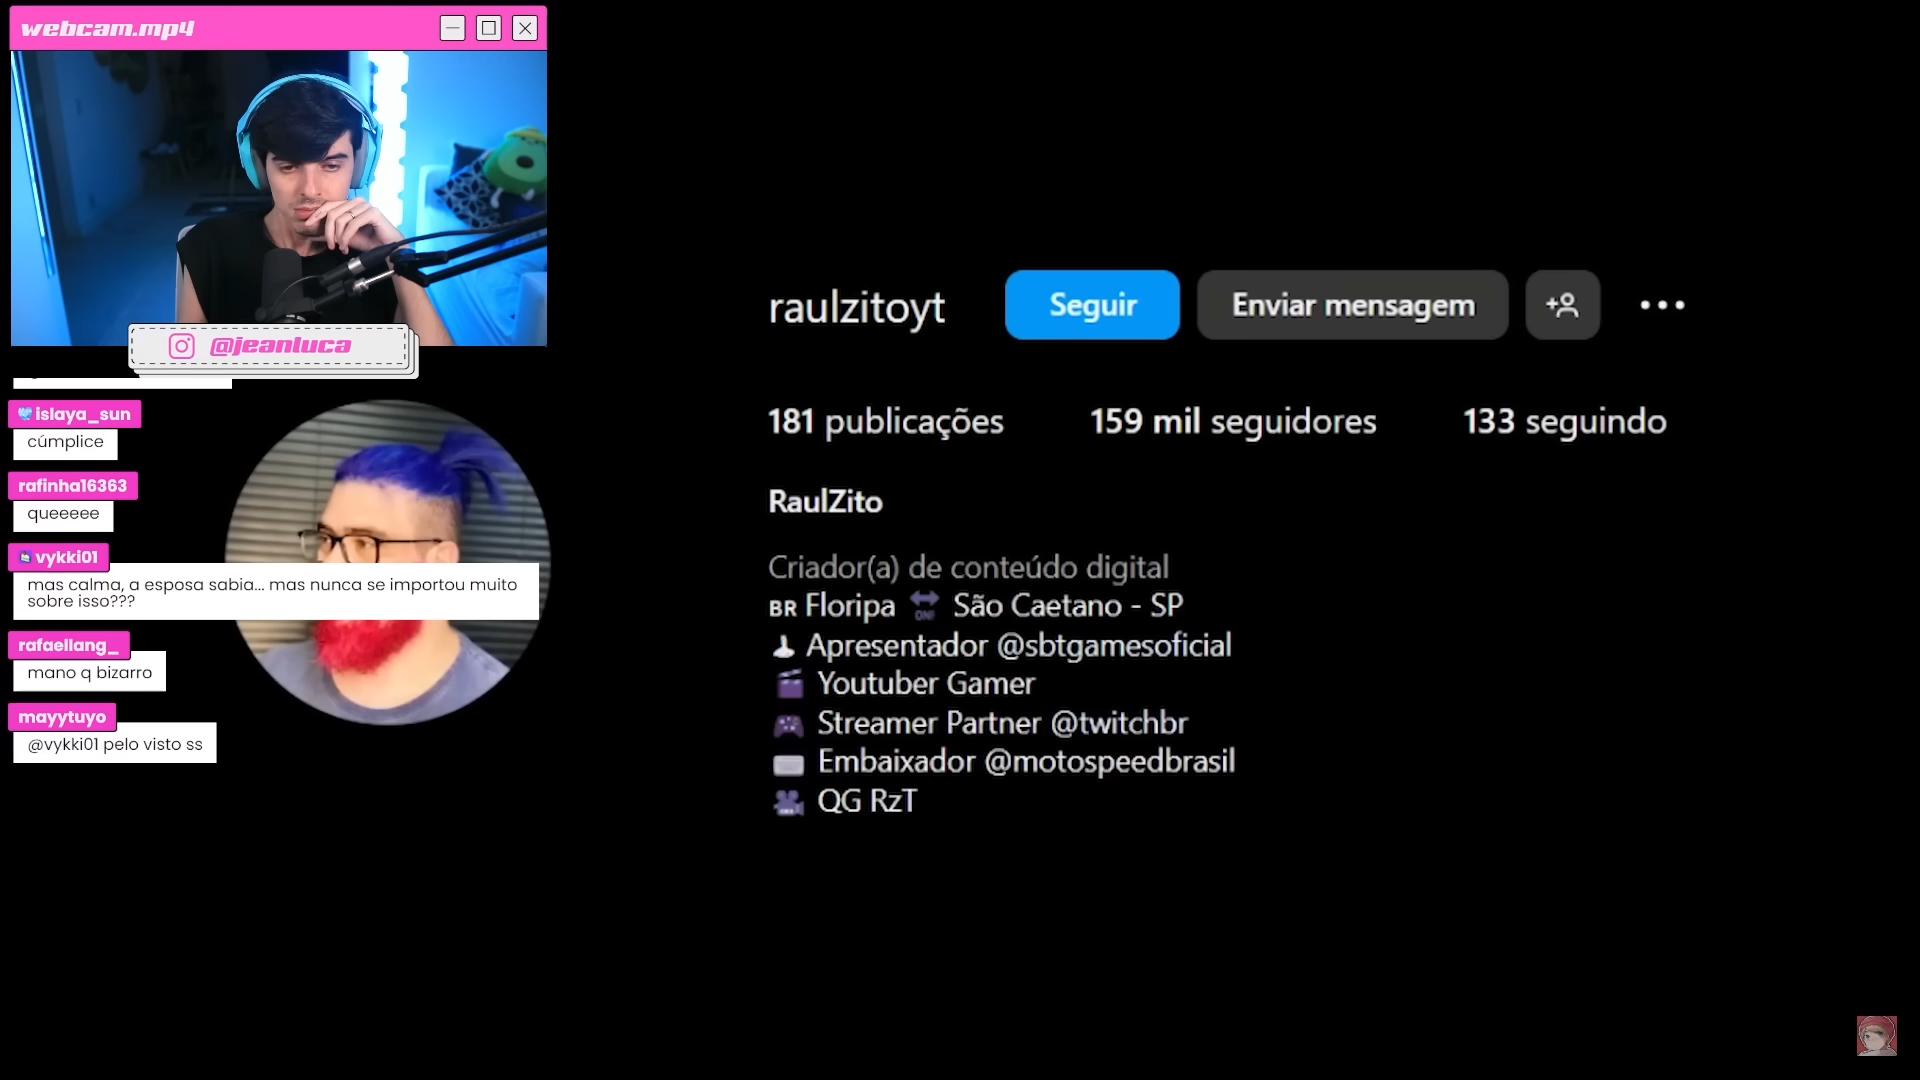 webcam.mp4
@jeanluca
islaya_sun
cúmplice
rafinha16363
queeeee
vykki01
mas calma, a esposa sabia... mas nunca se importou muito
sobre isso???
rafaellang_
mano q bizarro
mayytuyo
@vykki01 pelo visto ss
raulzitoyt
Seguir
Enviar mensagem
181 publicações 159 mil seguidores 133 seguindo
RaulZito
Criador(a) de conteúdo digital
BR Floripa ON! São Caetano - SP
Apresentador @sbtgamesoficial
Youtuber Gamer
Streamer Partner @twitchbr
Embaixador @motospeedbrasil
QG RzT